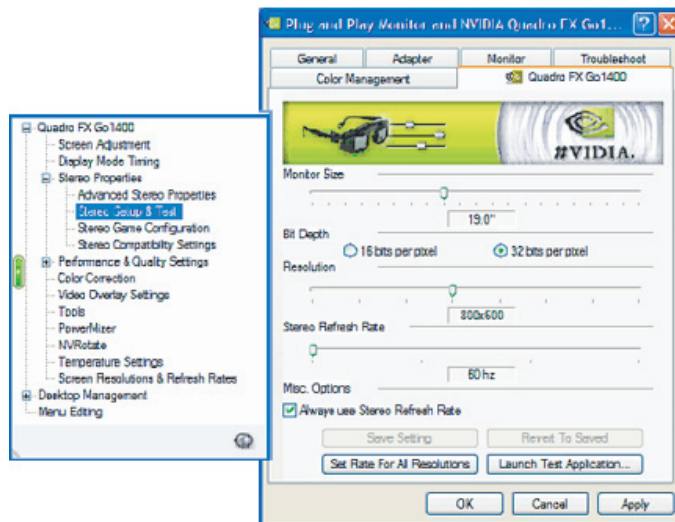 Plug and Play Monitor and NVIDIA Quadro FX Go1...
General Adapter Monitor Troubleshoot
Color Management Quadro FX Go1400
NVIDIA.
Monitor Size
19.0"
Bit Depth
16 bits per pixel 32 bits per pixel
Resolution
800x600
Stereo Refresh Rate
60 hz
Misc. Options
Always use Stereo Refresh Rate
Save Setting Revert To Saved
Set Rate For All Resolutions Launch Test Application...
OK Cancel Apply
Quadro FX Go1400
Screen Adjustment
Display Mode Timing
Stereo Properties
Advanced Stereo Properties
Stereo Setup & Test
Stereo Game Configuration
Stereo Compatibility Settings
Performance & Quality Settings
Color Correction
Video Overlay Settings
Tools
PowerMizer
NVRotate
Temperature Settings
Screen Resolutions & Refresh Rates
Desktop Management
Menu Editing